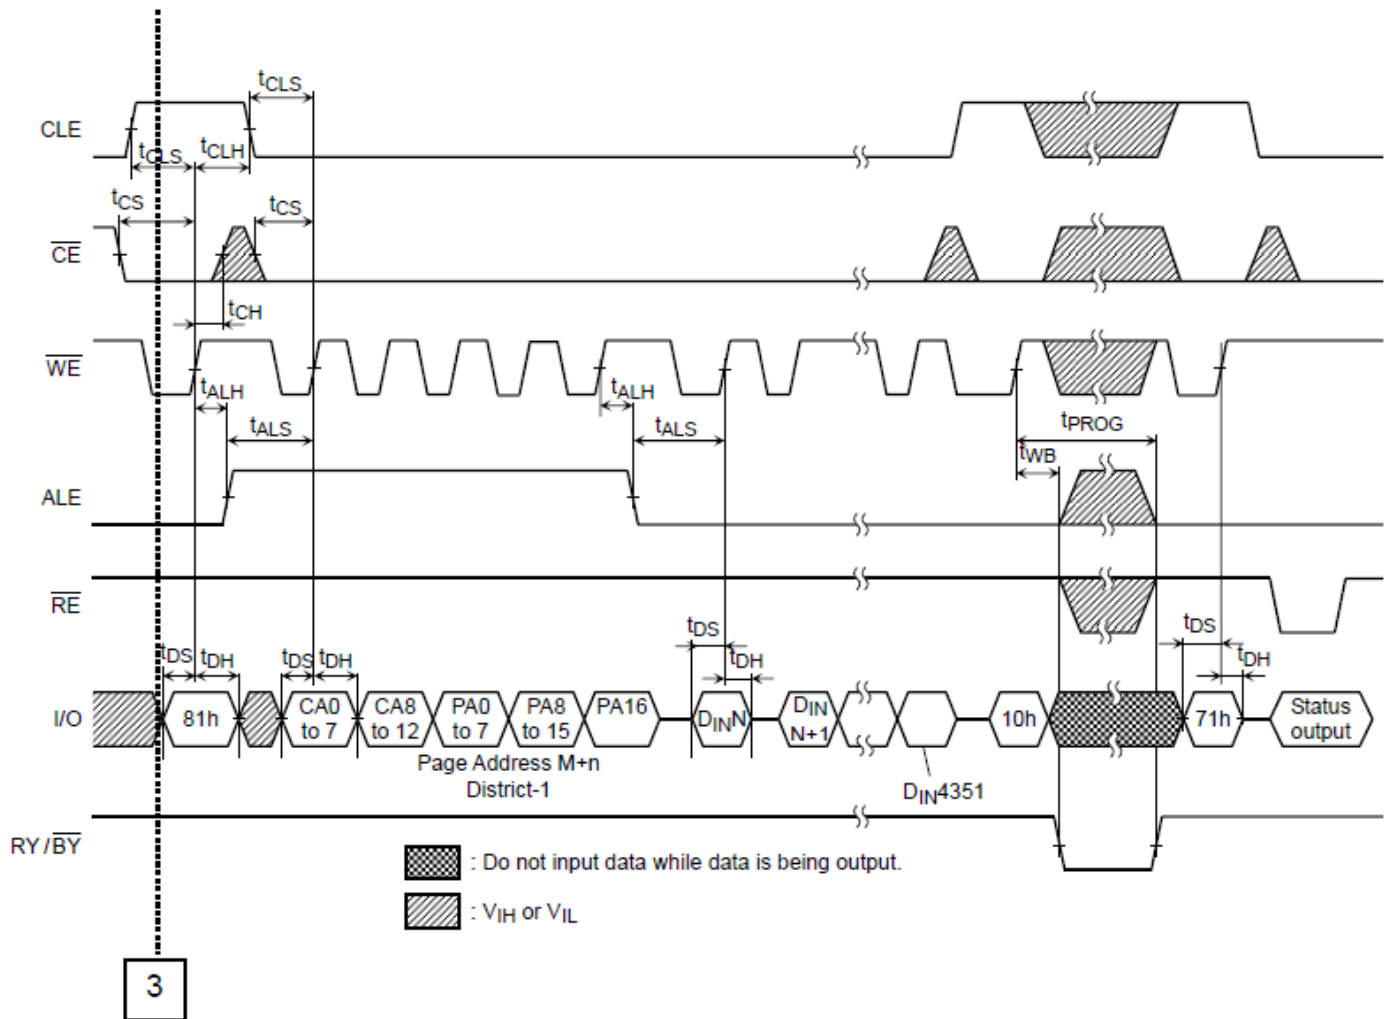 tCLS
CLE
tCLS tCLH
tCS tCS
CE
tCH
WE
tALH tALH
tALS tALS tPROG
tWB
ALE
RE
tDS tDH tDS tDH tDS tDH tDS tDH
I/O 81h CA0 to 7 CA8 to 12 PA0 to 7 PA8 to 15 PA16 DINN DIN N+1 10h 71h Status output
Page Address M+n
District-1
DIN4351
RY/BY
: Do not input data while data is being output.
: VIH or VIL
3